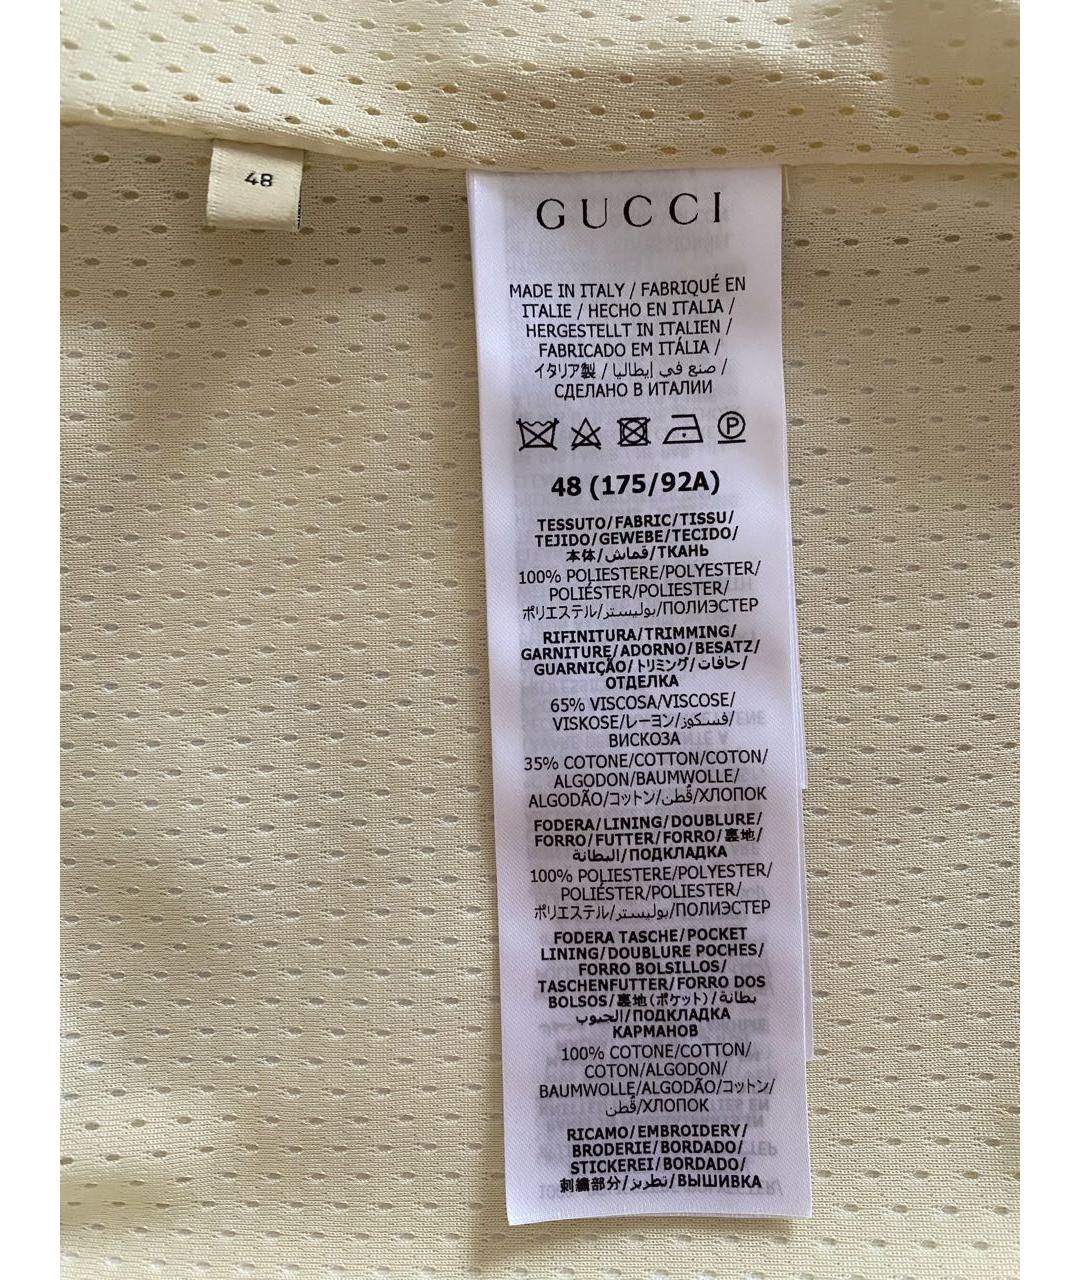 48
GUCCI
MADE IN ITALY / FABRIQUÉ EN
ITALIE / HECHO EN ITALIA /
HERGESTELLT IN ITALIEN /
FABRICADO EM ITÁLIA /
イタリア製 / صنع في إيطاليا /
СДЕЛАНО В ИТАЛИИ
P
48 (175/92A)
TESSUTO/FABRIC/TISSU/
TEJIDO/GEWEBE/TECIDO/
本体/قماش/ТКАНЬ
100% POLIESTERE/POLYESTER/
POLIÉSTER/POLIESTER/
ポリエステル/بوليستر/ПОЛИЭСТЕР
RIFINITURA/TRIMMING/
GARNITURE/ADORNO/BESATZ/
GUARNIÇÃO/トリミング/حافات/
ОТДЕЛКА
65% VISCOSA/VISCOSE/
VISKOSE/レーヨン/فسكوز/
ВИСКОЗА
35% COTONE/COTTON/COTON/
ALGODON/BAUMWOLLE/
ALGODÃO/コットン/قُطن/ХЛОПОК
FODERA/LINING/DOUBLURE/
FORRO/FUTTER/FORRO/裏地/
البطانة/ПОДКЛАДКА
100% POLIESTERE/POLYESTER/
POLIÉSTER/POLIESTER/
ポリエステル/بوليستر/ПОЛИЭСТЕР
FODERA TASCHE/POCKET
LINING/DOUBLURE POCHES/
FORRO BOLSILLOS/
TASCHENFUTTER/FORRO DOS
BOLSOS/裏地(ポケット)/بطانة
الجيوب/ПОДКЛАДКА
КАРМАНОВ
100% COTONE/COTTON/
COTON/ALGODON/
BAUMWOLLE/ALGODÃO/コットン/
قُطن/ХЛОПОК
RICAMO/EMBROIDERY/
BRODERIE/BORDADO/
STICKEREI/BORDADO/
刺繍部分/تطريز/ВЫШИВКА